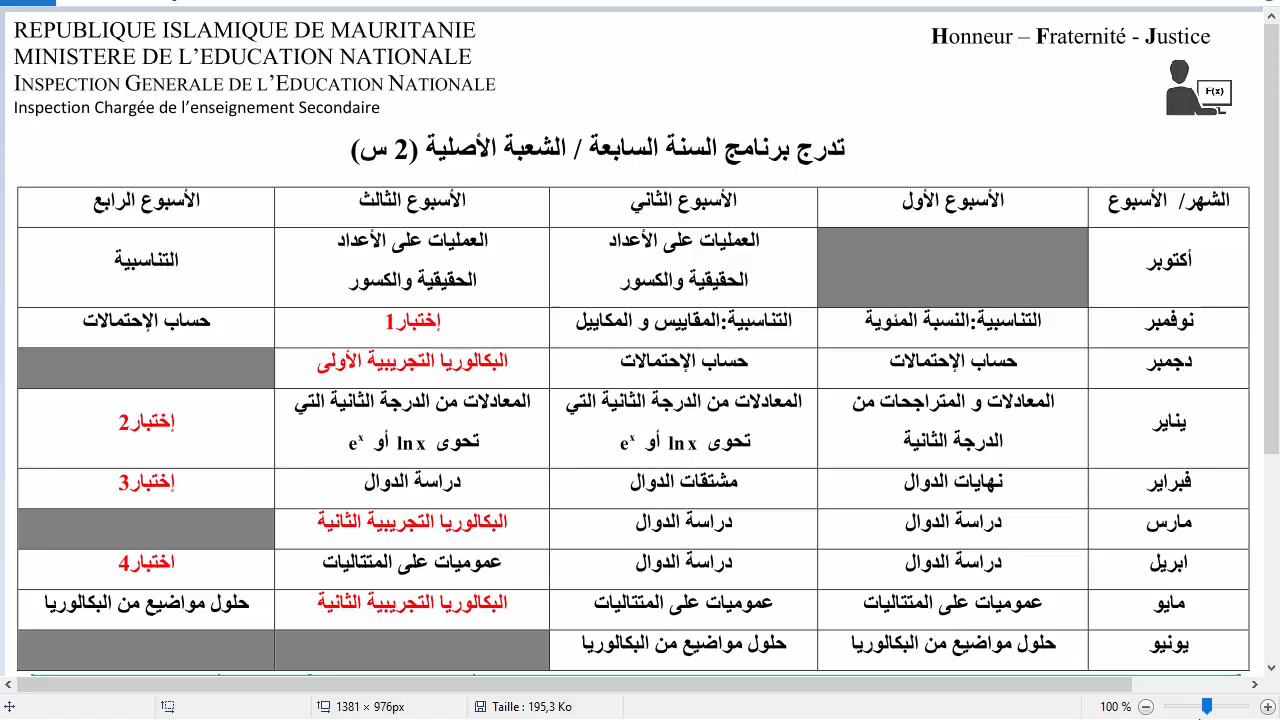 REPUBLIQUE ISLAMIQUE DE MAURITANIE
MINISTERE DE L’EDUCATION NATIONALE
INSPECTION GENERALE DE L’EDUCATION NATIONALE
Inspection Chargée de l’enseignement Secondaire
Honneur – Fraternité - Justice
F(x)
تدرج برنامج السنة السابعة / الشعبة الأصلية (2 س)
الشهر/ الأسبوع الأسبوع الأول الأسبوع الثاني الأسبوع الثالث الأسبوع الرابع
أكتوبر العمليات على الأعداد الحقيقية والكسور العمليات على الأعداد الحقيقية والكسور التناسبية
نوفمبر التناسبية:النسبة المئوية التناسبية:المقاييس و المكاييل إختبار1 حساب الإحتمالات
دجمبر حساب الإحتمالات حساب الإحتمالات البكالوريا التجريبية الأولى
يناير المعادلات و المتراجحات من الدرجة الثانية المعادلات من الدرجة الثانية التي تحوى ln x أو eˣ المعادلات من الدرجة الثانية التي تحوى ln x أو eˣ إختبار2
فبراير نهايات الدوال مشتقات الدوال دراسة الدوال إختبار3
مارس دراسة الدوال دراسة الدوال البكالوريا التجريبية الثانية
ابريل دراسة الدوال دراسة الدوال عموميات على المتتاليات اختبار4
مايو عموميات على المتتاليات عموميات على المتتاليات البكالوريا التجريبية الثانية حلول مواضيع من البكالوريا
يونيو حلول مواضيع من البكالوريا حلول مواضيع من البكالوريا
1381 × 976px
Taille : 195,3 Ko
100 %